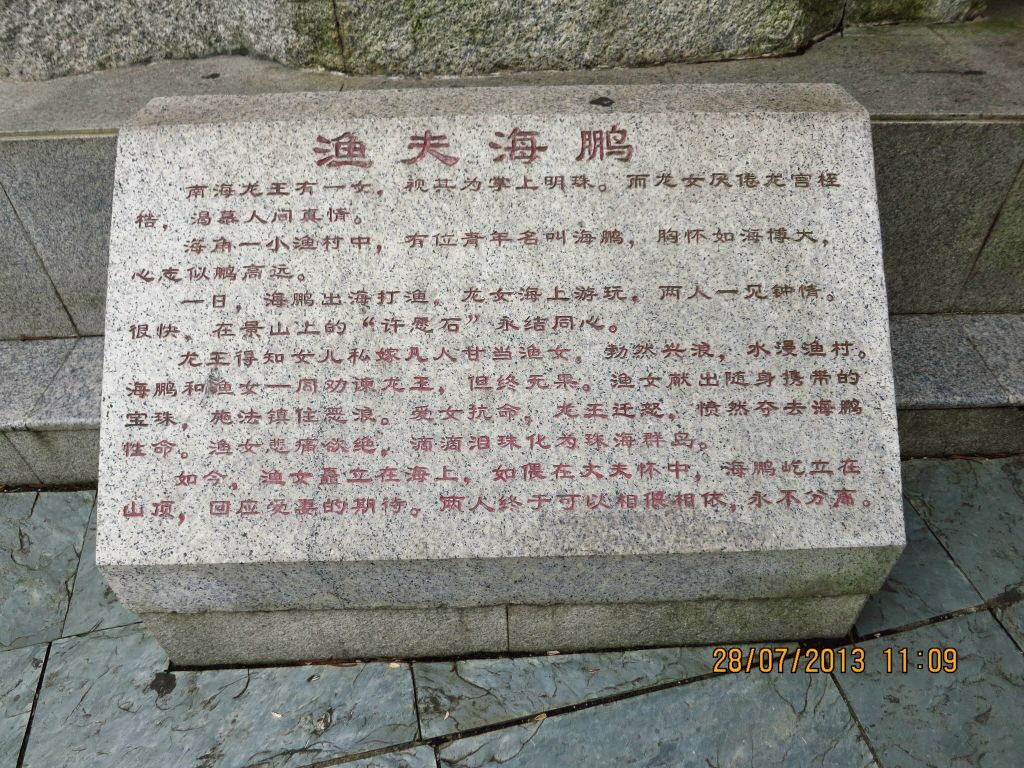 渔夫海鹏
南海龙王有一女，视其为掌上明珠。而龙女厌倦龙宫桎
梏，渴慕人间真情。
海角一小渔村中，有位青年名叫海鹏，胸怀如海博大，
心志似鹏高远。
一日，海鹏出海打渔，龙女海上游玩，两人一见钟情。
很快，在景山上的“许愿石”永结同心。
龙王得知女儿私嫁凡人甘当渔女，勃然兴浪，水浸渔村。
海鹏和渔女一同劝谏龙王，但终无果。渔女献出随身携带的
宝珠，施法镇住恶浪。爱女抗命，龙王迁怒，愤然夺去海鹏
性命。渔女悲痛欲绝，滴滴泪珠化为珠海群岛。
如今，渔女矗立在海上，如偎在丈夫怀中，海鹏屹立在
山顶，回应爱妻的期待。两人终于可以相偎相依，永不分离。
28/07/2013 11:09